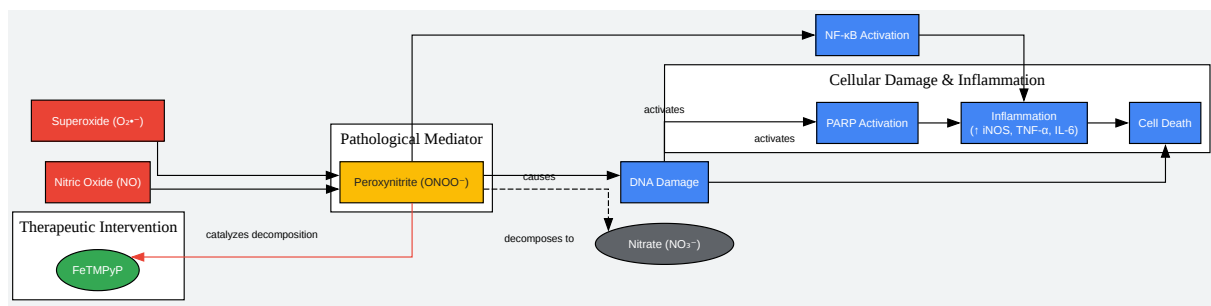 NF-κB Activation
Cellular Damage & Inflammation
activates
Superoxide (O₂•⁻)
PARP Activation
Inflammation
(↑ iNOS, TNF-α, IL-6)
Cell Death
Pathological Mediator
activates
Nitric Oxide (NO)
Peroxynitrite (ONOO⁻)
causes
DNA Damage
Therapeutic Intervention
catalyzes decomposition
decomposes to
Nitrate (NO₃⁻)
FeTMPyP